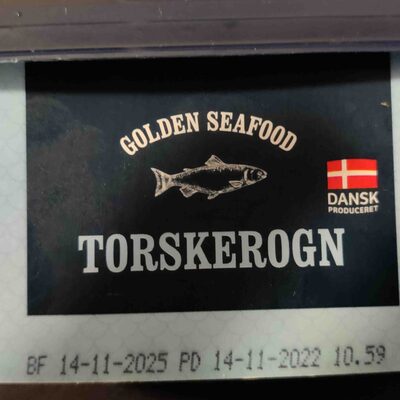 GOLDEN SEAFOOD
DANSK
PRODUCERET
TORSKEROGN
BF 14-11-2025 PD 14-11-2022 10.59